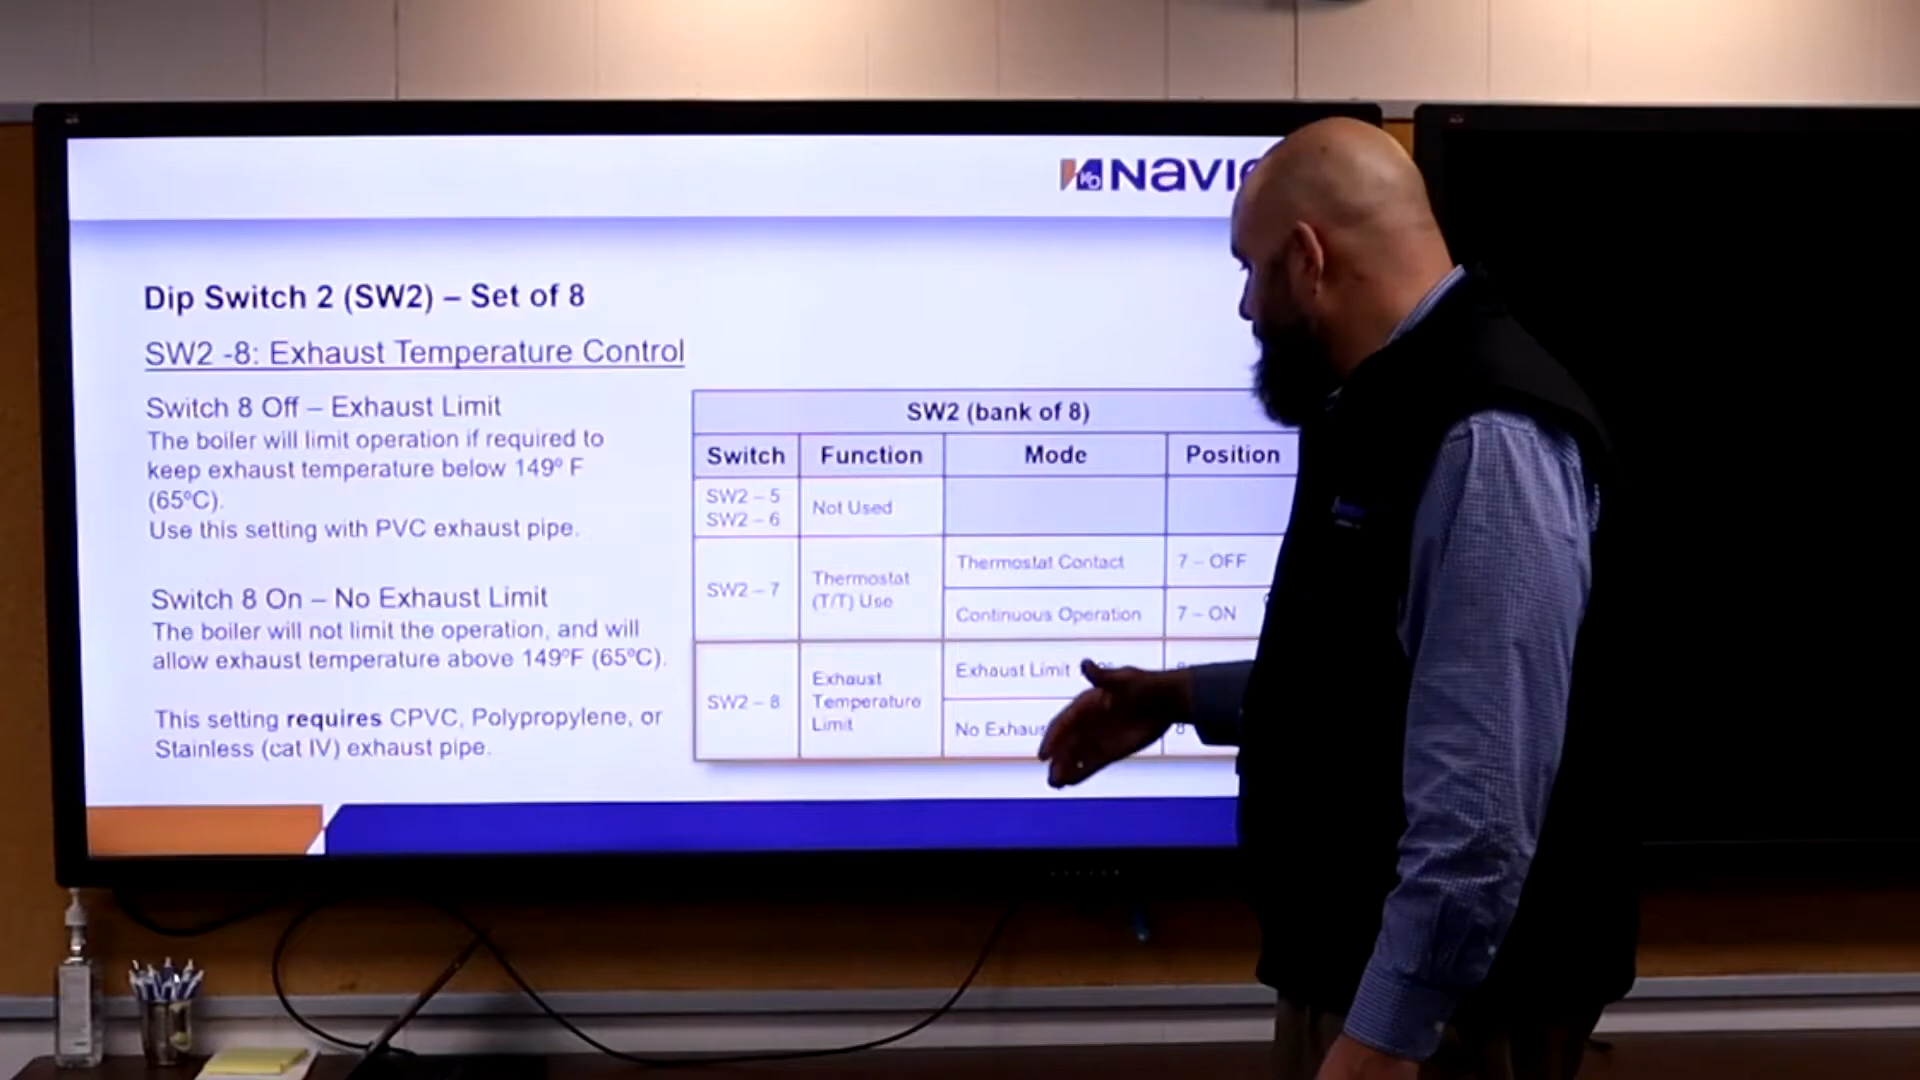 NAVI
Dip Switch 2 (SW2) – Set of 8
SW2 -8: Exhaust Temperature Control
Switch 8 Off – Exhaust Limit
The boiler will limit operation if required to
keep exhaust temperature below 149º F
(65ºC).
Use this setting with PVC exhaust pipe.
Switch 8 On – No Exhaust Limit
The boiler will not limit the operation, and will
allow exhaust temperature above 149ºF (65ºC).
This setting requires CPVC, Polypropylene, or
Stainless (cat IV) exhaust pipe.
SW2 (bank of 8)
Switch Function Mode Position
SW2 – 5
SW2 – 6
Not Used
SW2 – 7
Thermostat
(T/T) Use
Thermostat Contact
7 – OFF
Continuous Operation
7 – ON
SW2 – 8
Exhaust
Temperature
Limit
Exhaust Limit
No Exhaus
8